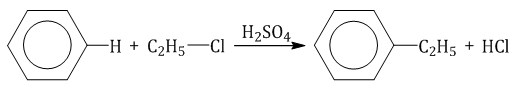 H + C₂H₅—Cl H₂SO₄ C₂H₅ + HCl